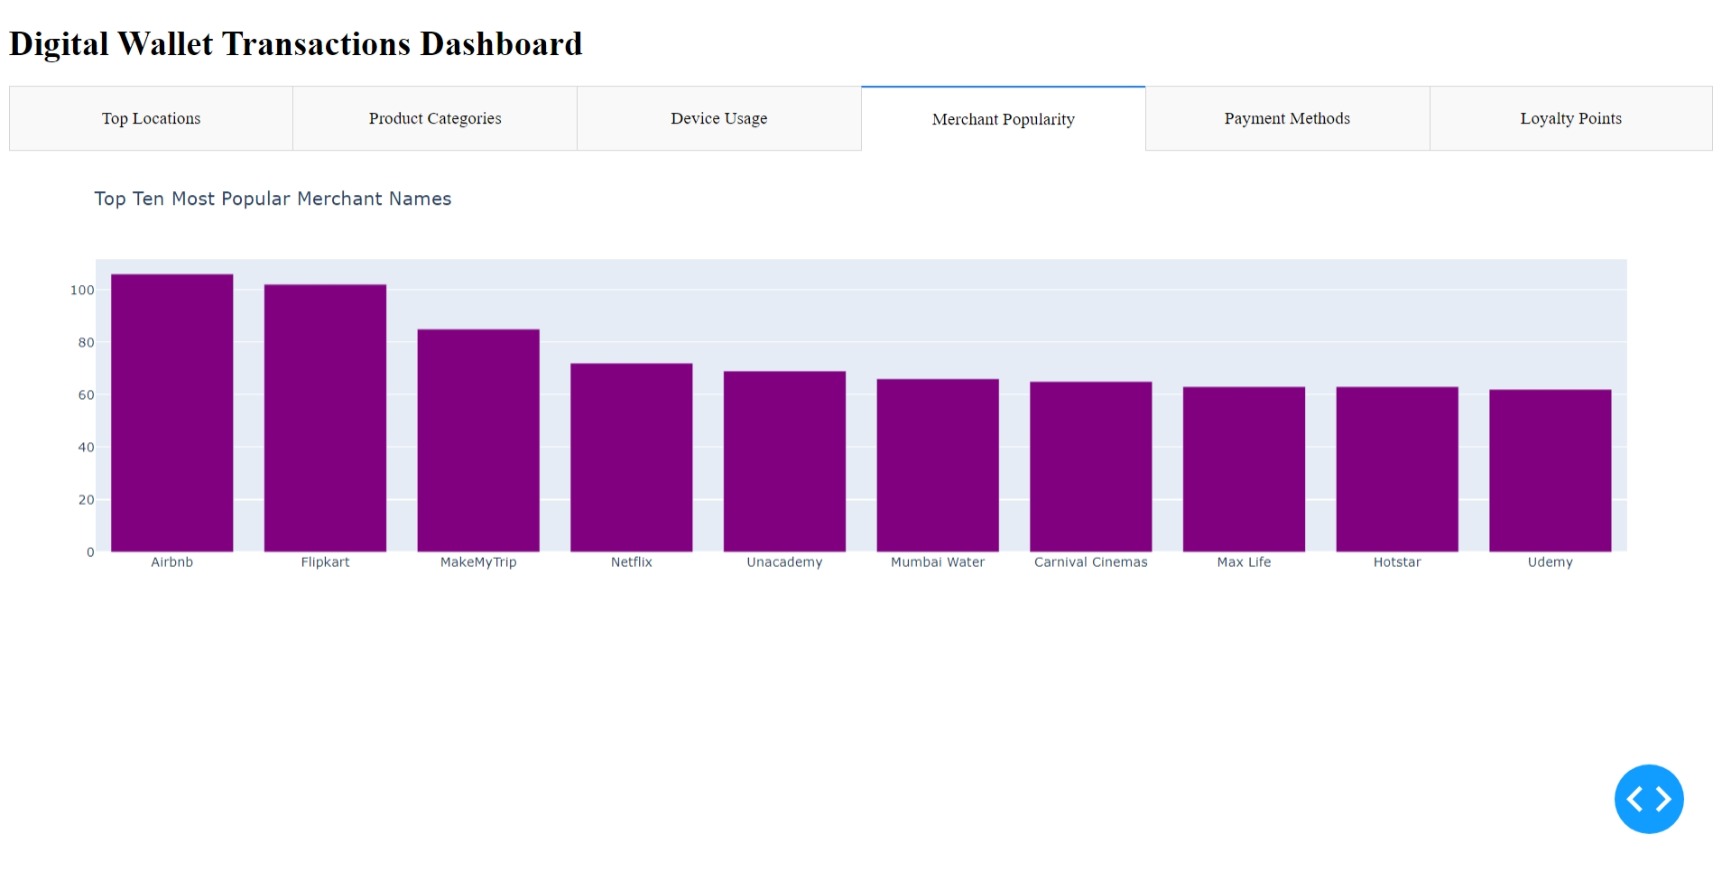 Digital Wallet Transactions Dashboard
Top Locations Product Categories Device Usage Merchant Popularity Payment Methods Loyalty Points
Top Ten Most Popular Merchant Names
100
80
60
40
20
0
Airbnb Flipkart MakeMyTrip Netflix Unacademy Mumbai Water Carnival Cinemas Max Life Hotstar Udemy